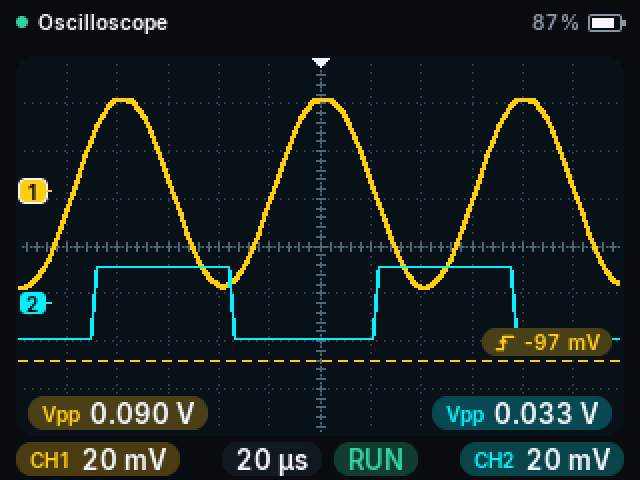 Oscilloscope 87%
1
2
-97 mV
Vpp 0.090 V Vpp 0.033 V
CH1 20 mV 20 µs RUN CH2 20 mV